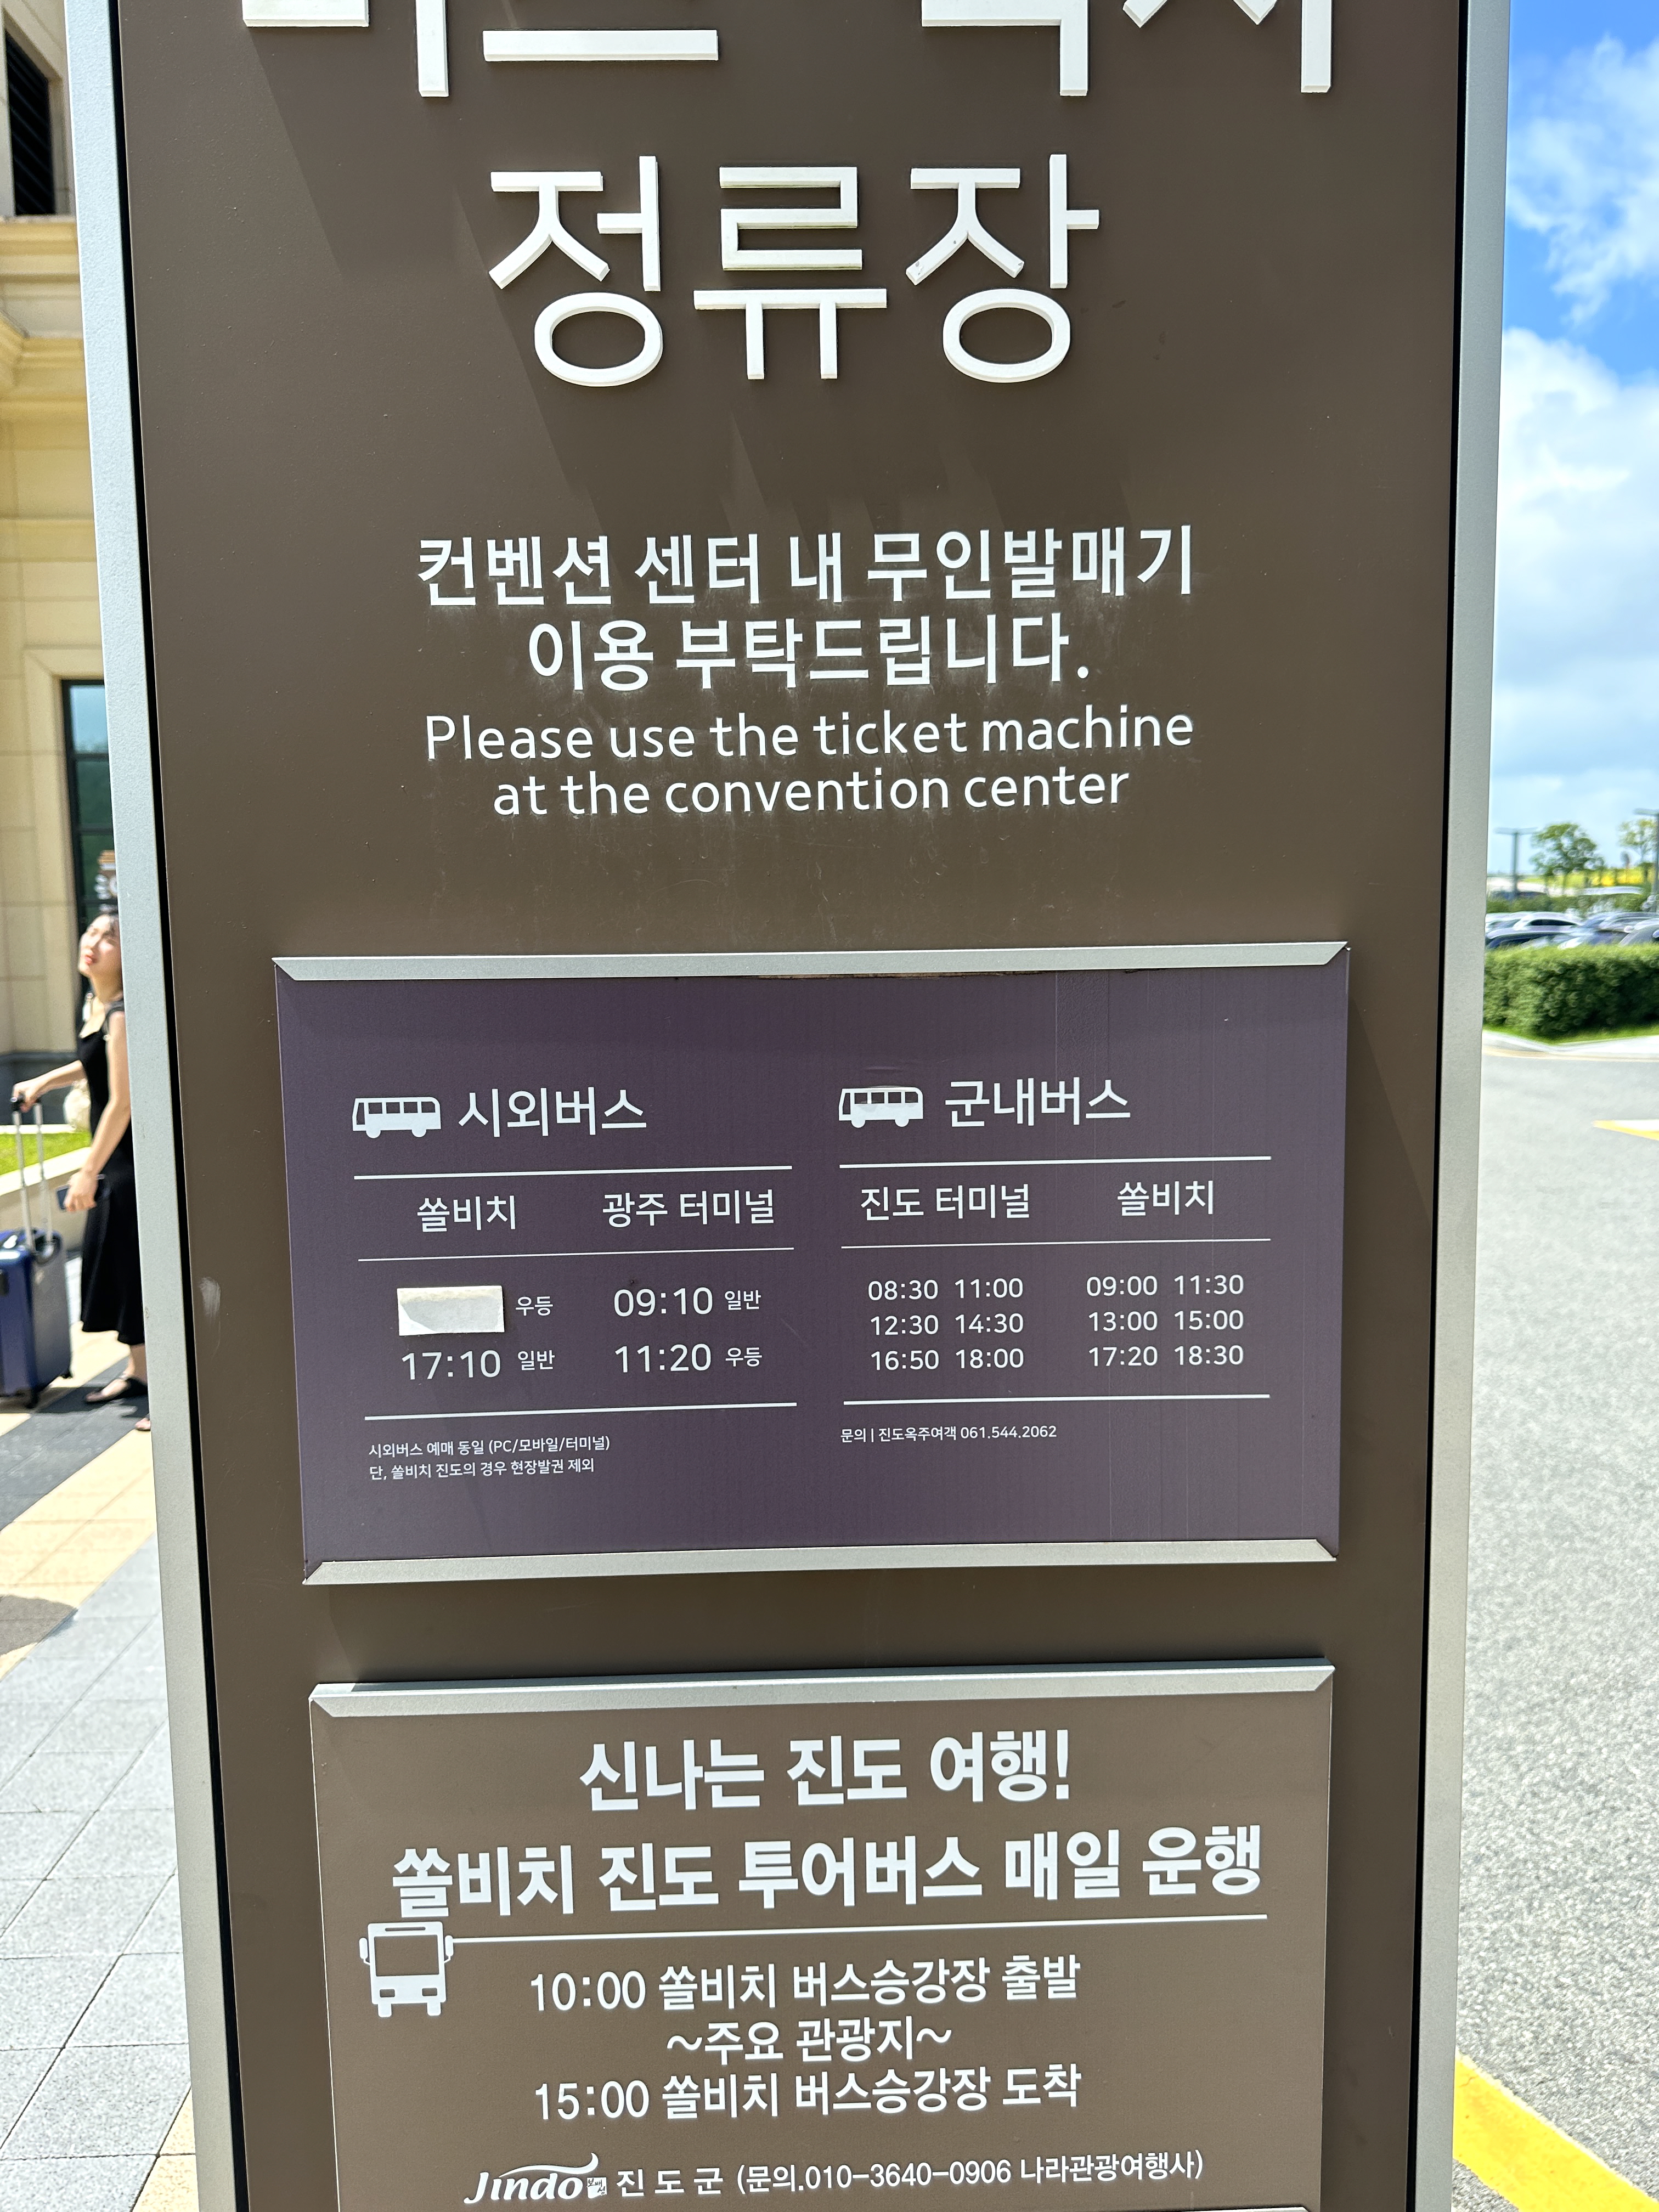 정류장
컨벤션 센터 내 무인발매기
이용 부탁드립니다.
Please use the ticket machine
at the convention center
시외버스
쏠비치 광주 터미널
우등 09:10 일반
17:10 일반 11:20 우등
시외버스 예매 동일 (PC/모바일/터미널)
단, 쏠비치 진도의 경우 현장발권 제외
군내버스
진도 터미널 쏠비치
08:30 11:00 09:00 11:30
12:30 14:30 13:00 15:00
16:50 18:00 17:20 18:30
문의 | 진도옥주여객 061.544.2062
신나는 진도 여행!
쏠비치 진도 투어버스 매일 운행
10:00 쏠비치 버스승강장 출발
~주요 관광지~
15:00 쏠비치 버스승강장 도착
Jindo 진도군 (문의.010-3640-0906 나라관광여행사)